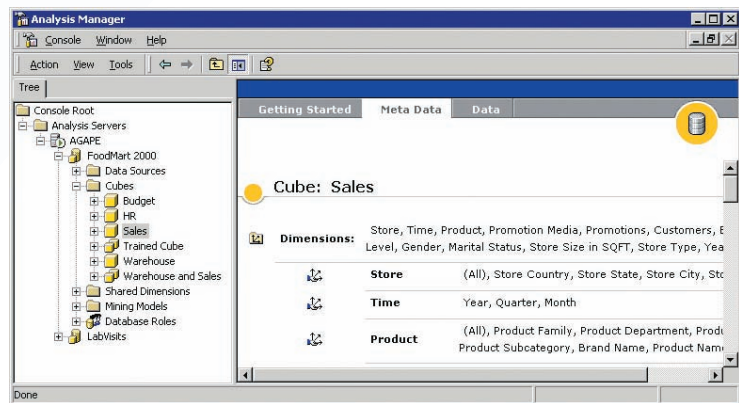 Analysis Manager
Console Window Help
Action View Tools
Tree
Console Root
Analysis Servers
AGAPE
FoodMart 2000
Data Sources
Cubes
Budget
HR
Sales
Trained Cube
Warehouse
Warehouse and Sales
Shared Dimensions
Mining Models
Database Roles
LabVisits
Getting Started Meta Data Data
Cube: Sales
Dimensions: Store, Time, Product, Promotion Media, Promotions, Customers,
Level, Gender, Marital Status, Store Size in SQFT, Store Type,
Store (All), Store Country, Store State, Store City,
Time Year, Quarter, Month
Product (All), Product Family, Product Department,
Product Subcategory, Brand Name, Product
Done